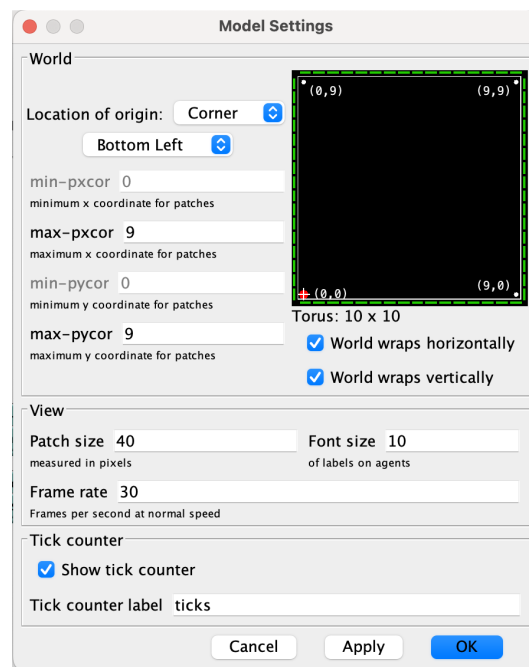 Model Settings
World
Location of origin: Corner
Bottom Left
min-pxcor 0
minimum x coordinate for patches
max-pxcor 9
maximum x coordinate for patches
min-pycor 0
minimum y coordinate for patches
max-pycor 9
maximum y coordinate for patches
(0,9) (9,9)
(0,0) (9,0)
Torus: 10 x 10
World wraps horizontally
World wraps vertically
View
Patch size 40
measured in pixels
Font size 10
of labels on agents
Frame rate 30
Frames per second at normal speed
Tick counter
Show tick counter
Tick counter label ticks
Cancel Apply OK